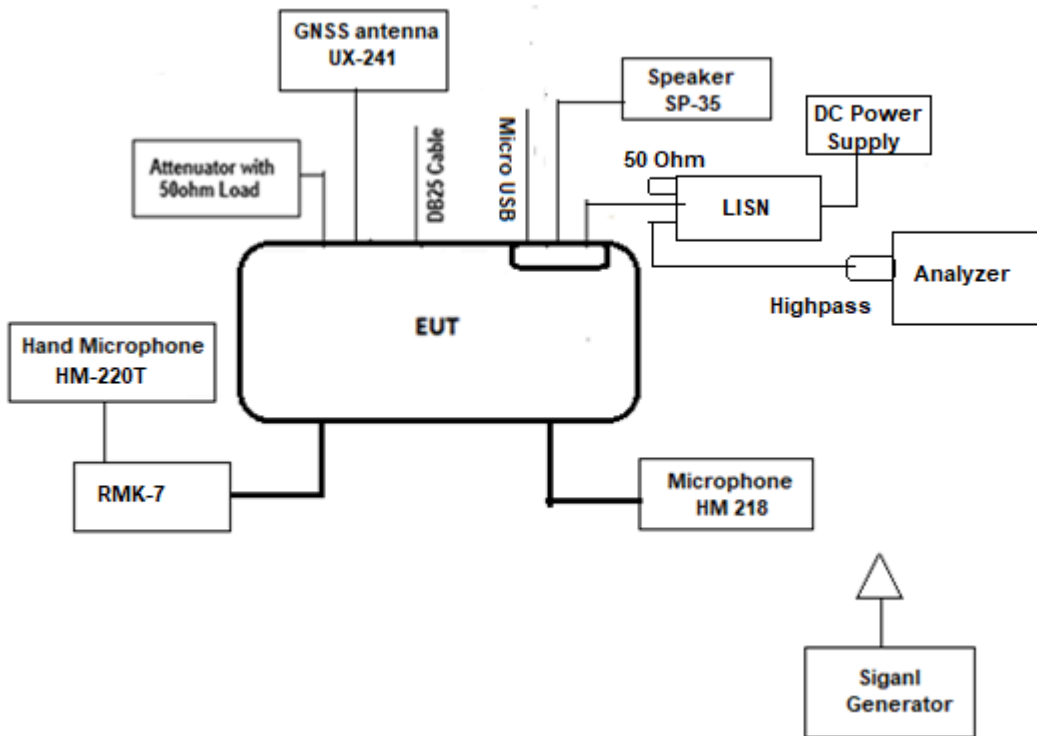 GNSS antenna
UX-241
Speaker
SP-35
DC Power
Supply
Attenuator with
50ohm Load
DB25 Cable
Micro USB
50 Ohm
LISN
Analyzer
Highpass
EUT
Hand Microphone
HM-220T
RMK-7
Microphone
HM 218
Siganl
Generator